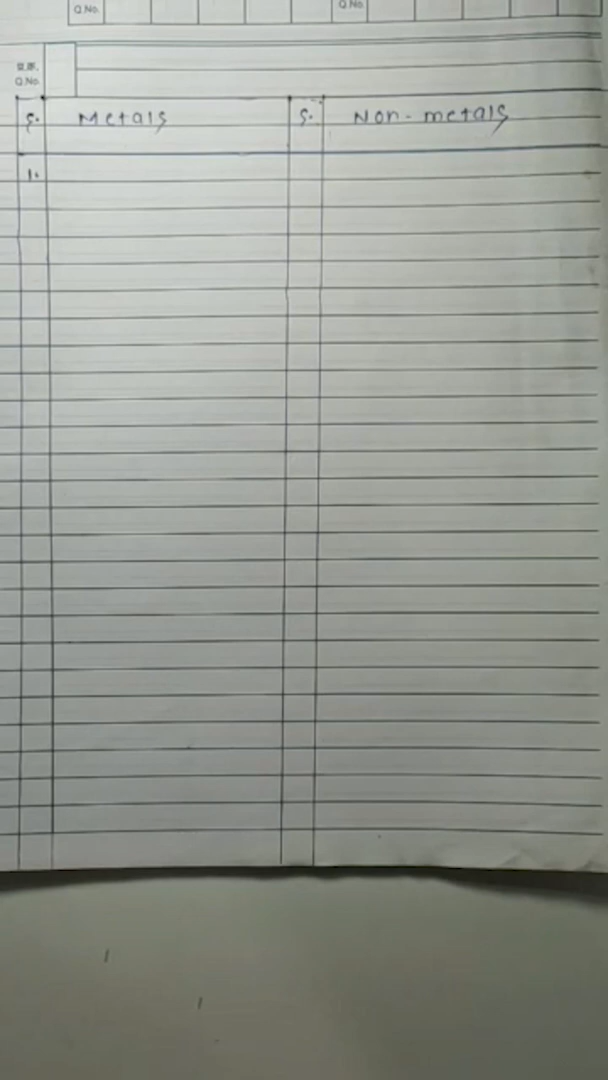 Q.No.
Q.No.
प्र.क्र.
Q.No.
S. Metals S. Non-metals
1.